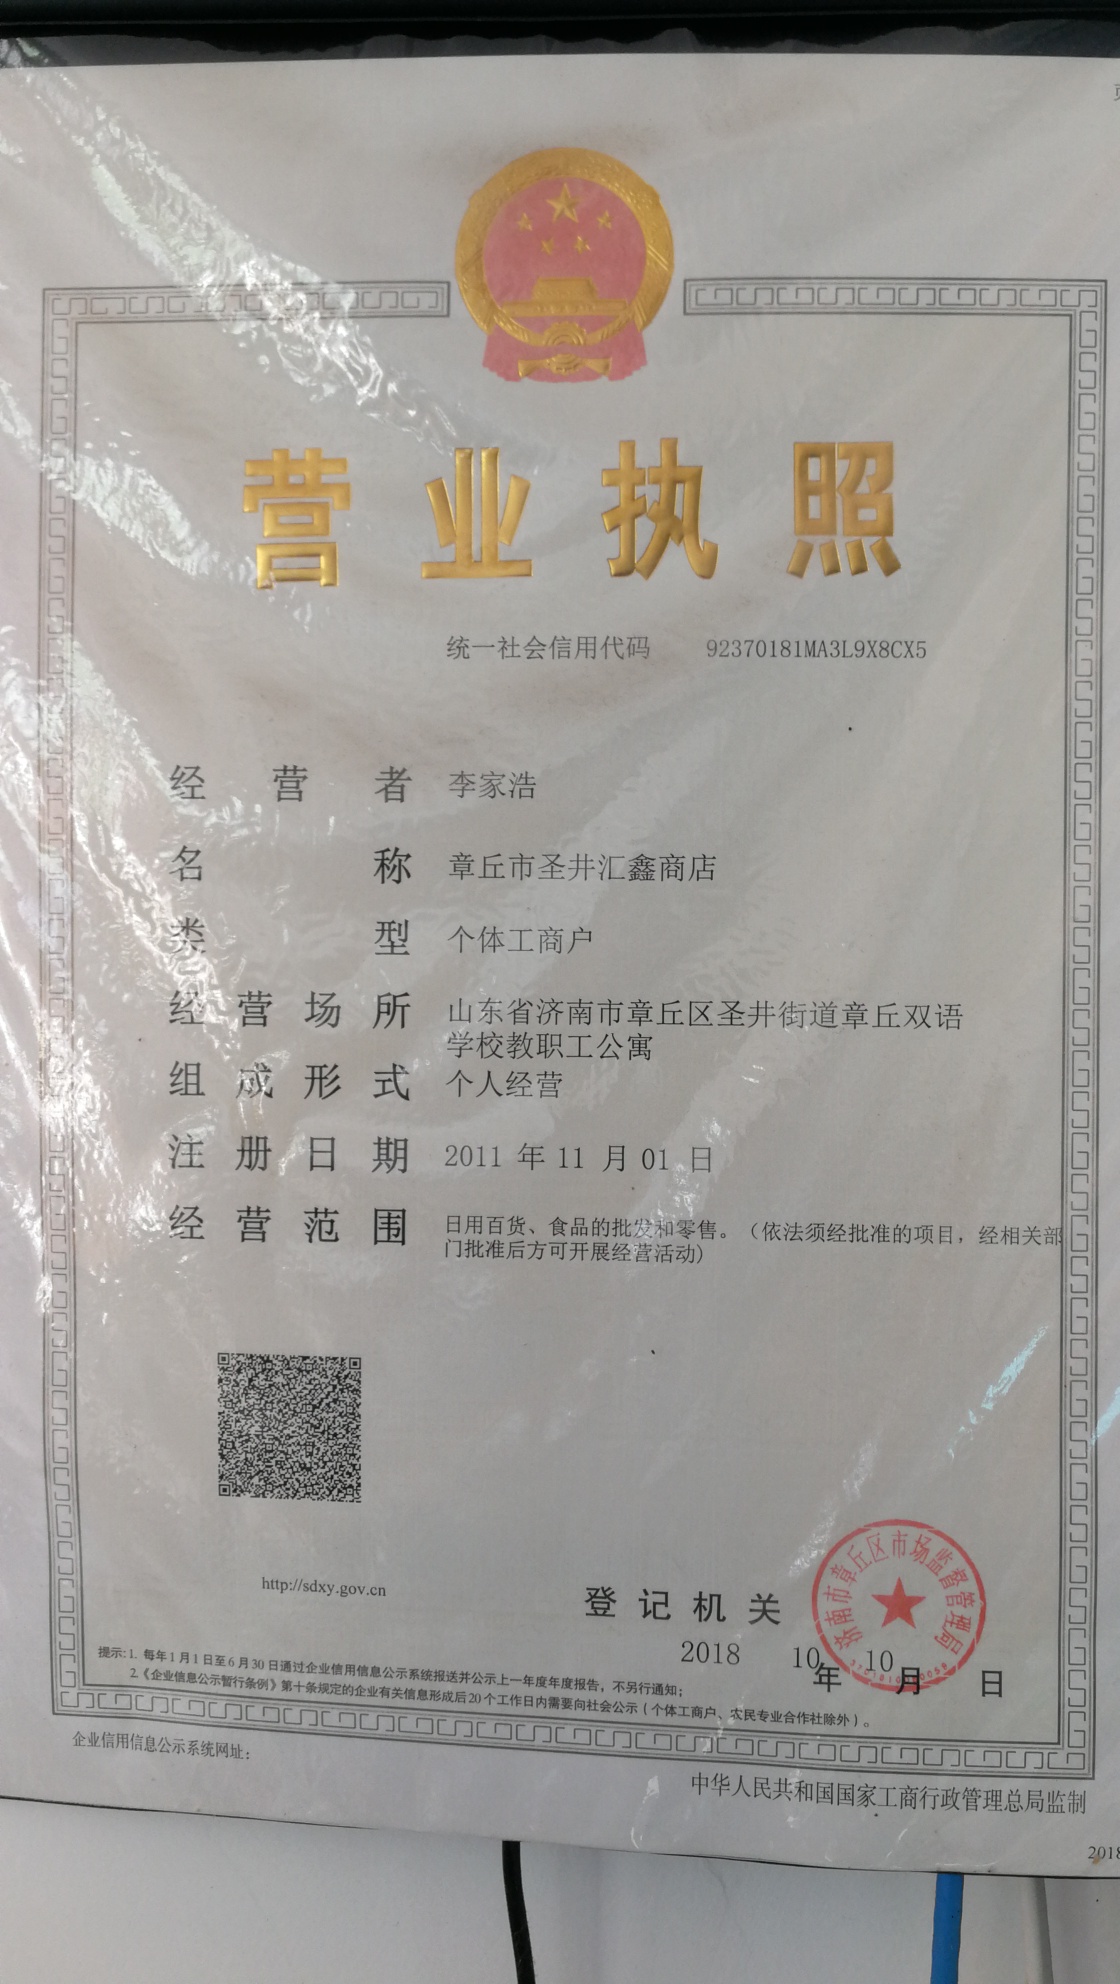 营业执照
统一社会信用代码 92370181MA3L9X8CX5
经营者 李家浩
名称 章丘市圣井汇鑫商店
类型 个体工商户
经营场所 山东省济南市章丘区圣井街道章丘双语
学校教职工公寓
组成形式 个人经营
注册日期 2011 年 11 月 01 日
经营范围 日用百货、食品的批发和零售。（依法须经批准的项目，经相关部
门批准后方可开展经营活动）
http://sdxy.gov.cn
登记机关
济南市章丘区市场监督管理局
2018 年 10 月 10 日
提示：1. 每年1月1日至6月30日通过企业信用信息公示系统报送并公示上一年度年度报告，不另行通知；
2.《企业信息公示暂行条例》第十条规定的企业有关信息形成后20个工作日内需要向社会公示（个体工商户、农民专业合作社除外）。
企业信用信息公示系统网址：
中华人民共和国国家工商行政管理总局监制
2018